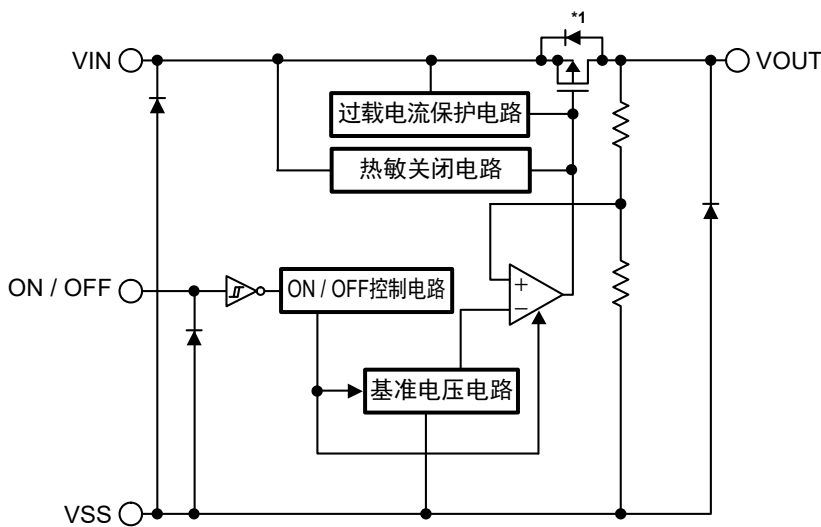 *1
VIN
VOUT
过载电流保护电路
热敏关闭电路
ON / OFF
ON / OFF控制电路
+
−
基准电压电路
VSS